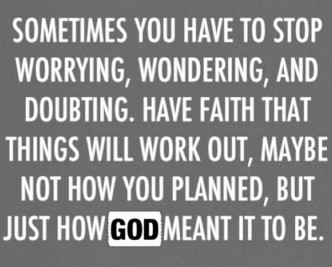 SOMETIMES YOU HAVE TO STOP
WORRYING, WONDERING, AND
DOUBTING. HAVE FAITH THAT
THINGS WILL WORK OUT, MAYBE
NOT HOW YOU PLANNED, BUT
JUST HOW GOD MEANT IT TO BE.